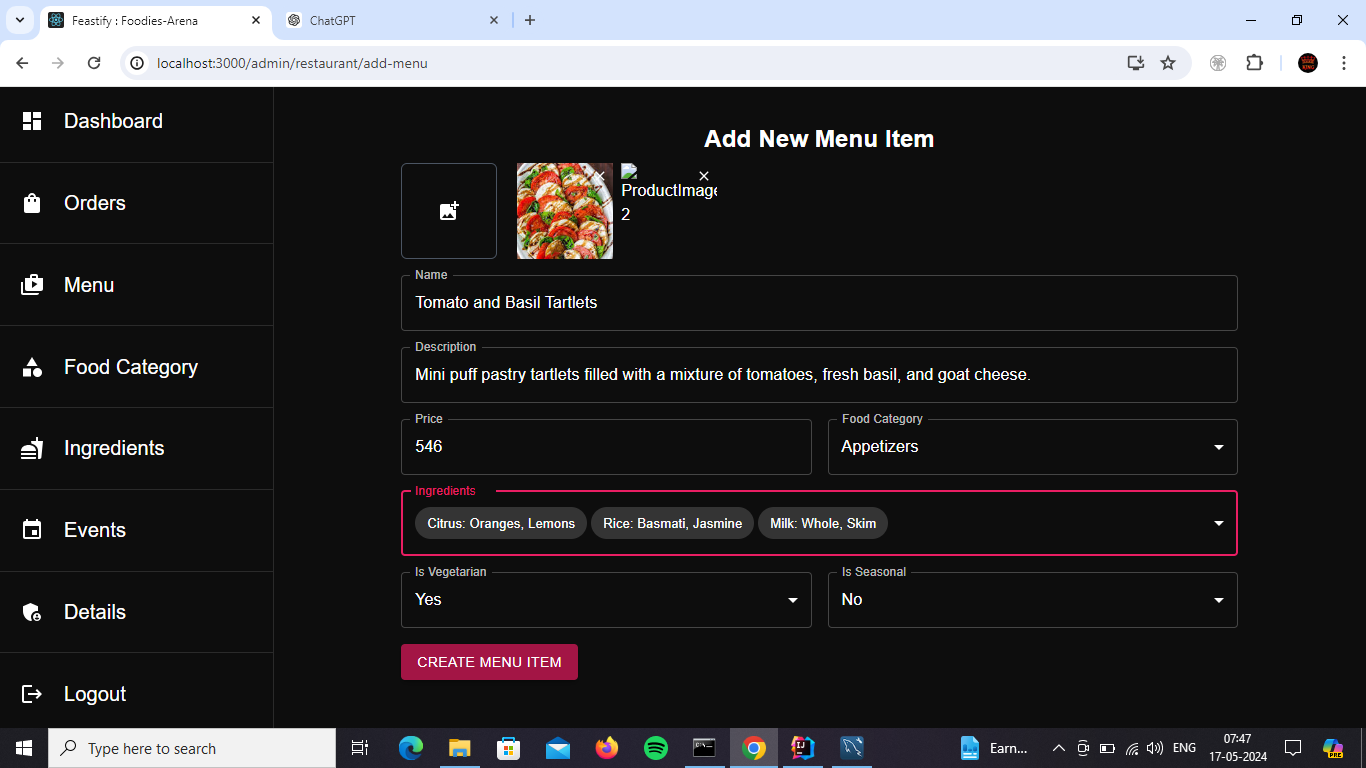 Feastify : Foodies-Arena
ChatGPT
localhost:3000/admin/restaurant/add-menu
Dashboard
Orders
Menu
Food Category
Ingredients
Events
Details
Logout
Add New Menu Item
ProductImage
2
Name
Tomato and Basil Tartlets
Description
Mini puff pastry tartlets filled with a mixture of tomatoes, fresh basil, and goat cheese.
Price
546
Food Category
Appetizers
Ingredients
Citrus: Oranges, Lemons
Rice: Basmati, Jasmine
Milk: Whole, Skim
Is Vegetarian
Yes
Is Seasonal
No
CREATE MENU ITEM
Type here to search
Earn...
ENG
07:47
17-05-2024
PRE